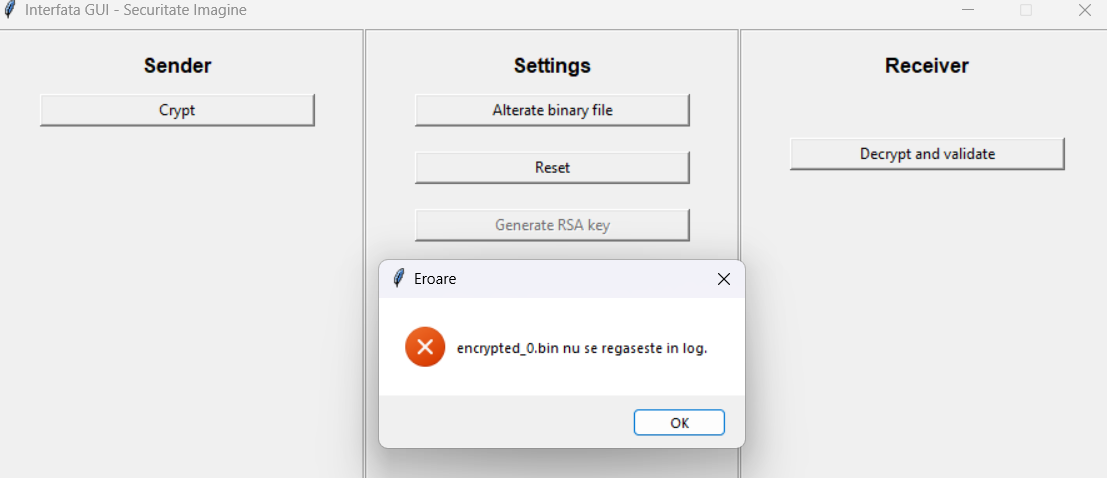 Interfata GUI - Securitate Imagine
Sender
Crypt
Settings
Alterate binary file
Reset
Generate RSA key
Receiver
Decrypt and validate
Eroare
encrypted_0.bin nu se regaseste in log.
OK